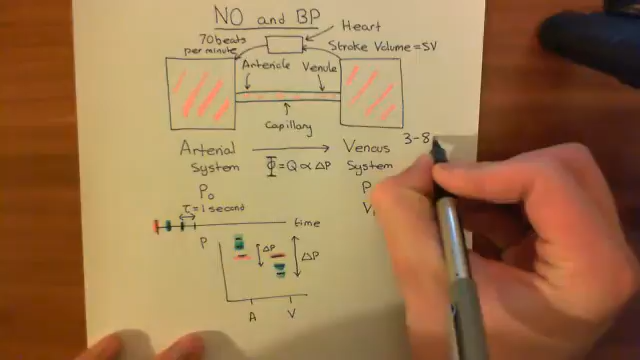 NO and BP
Heart
70 beats
per minute
Stroke Volume = SV
Arteriole
Venule
Capillary
3-8
Arterial
System
Venous
System
Φ = Q ∝ ΔP
P₀
P
V
τ = 1 second
time
P
ΔP
ΔP
A
V